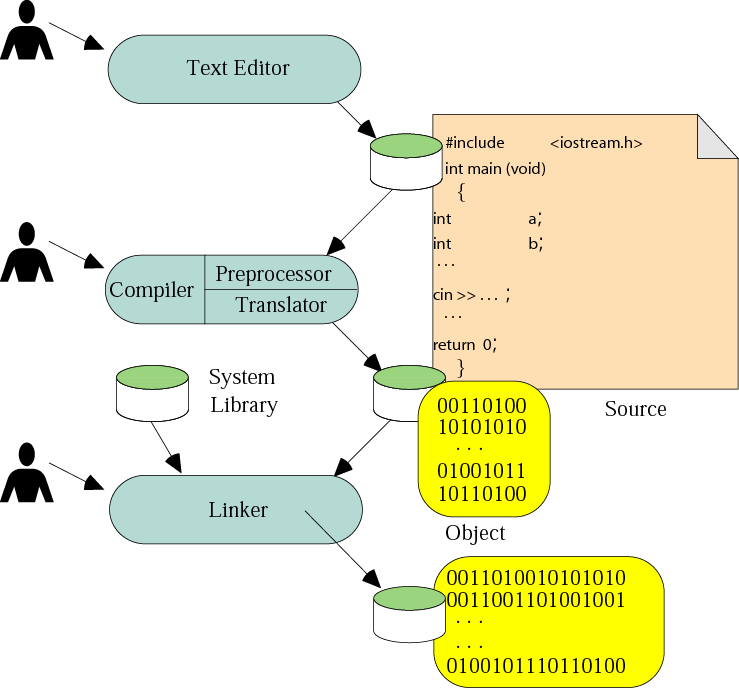 Text Editor
#include <iostream.h>
int main (void)
{
int a;
int b;
...
cin >> ... ;
...
return 0;
}
Source
Compiler
Preprocessor
Translator
System
Library
00110100
10101010
...
01001011
10110100
Object
Linker
0011010010101010
0011001101001001
...
...
0100101110110100